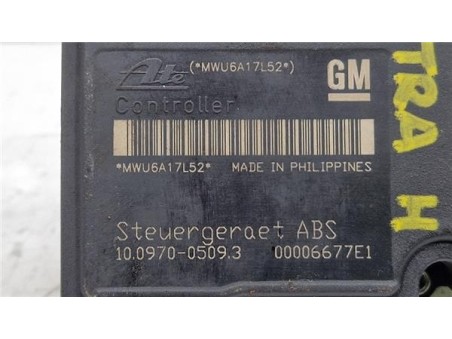 Ate (*MWU6A17L52*) GM
Controller
*MWU6A17L52* MADE IN PHILIPPINES
Steuergeraet ABS
10.0970-0509.3 00006677E1
TRA H